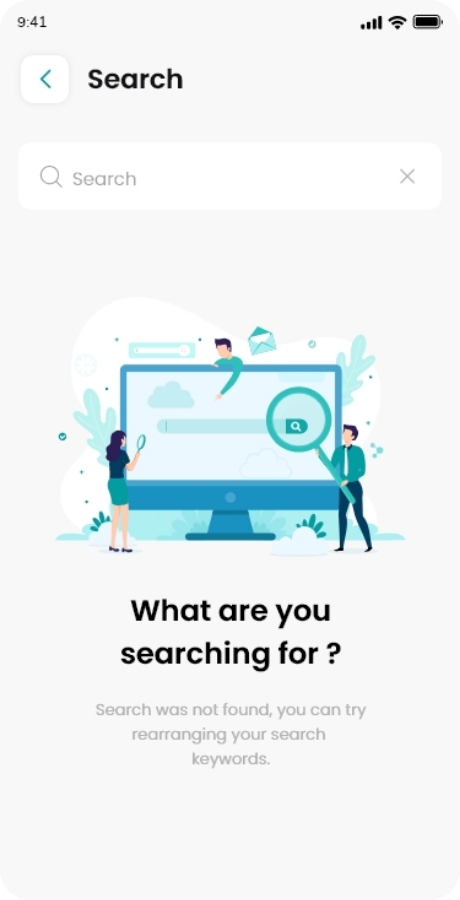 9:41
Search
Search
What are you
searching for ?
Search was not found, you can try
rearranging your search
keywords.